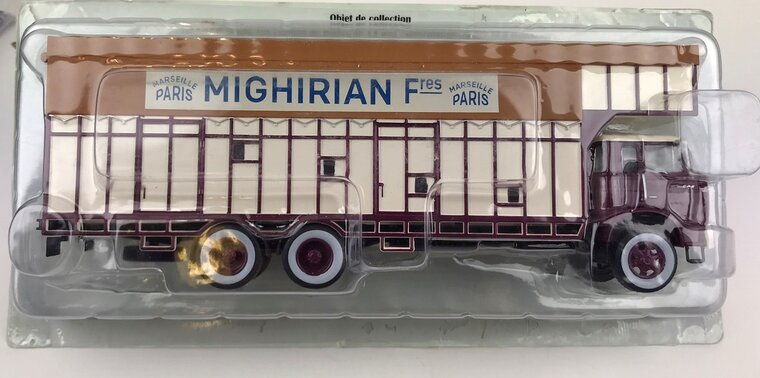 Objet de collection
MARSEILLE
PARIS
MIGHIRIAN Fres
MARSEILLE
PARIS